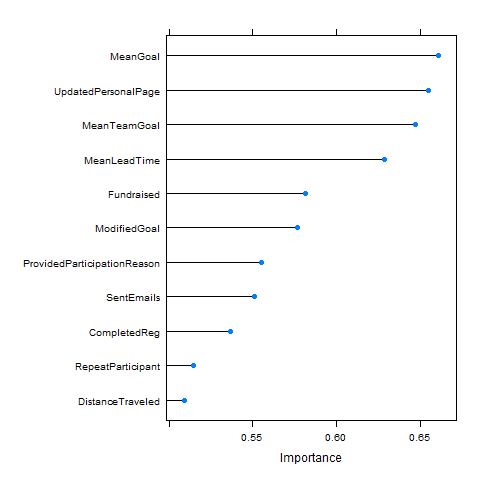 MeanGoal
UpdatedPersonalPage
MeanTeamGoal
MeanLeadTime
Fundraised
ModifiedGoal
ProvidedParticipationReason
SentEmails
CompletedReg
RepeatParticipant
DistanceTraveled
0.55 0.60 0.65
Importance